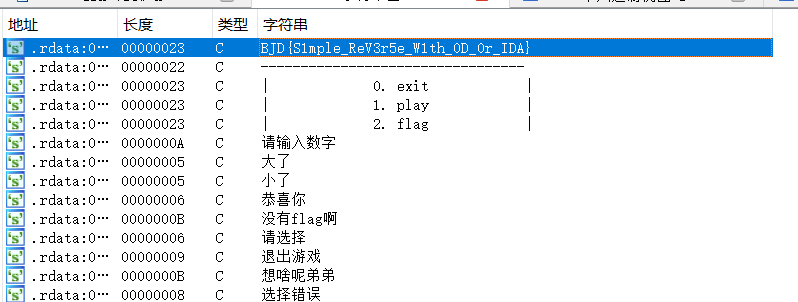 地址 长度 类型 字符串
.rdata:0… 00000023 C BJD{S1mple_ReV3r5e_W1th_OD_Or_IDA}
.rdata:0… 00000022 C ---------------------------------
.rdata:0… 00000023 C | 0. exit |
.rdata:0… 00000023 C | 1. play |
.rdata:0… 00000023 C | 2. flag |
.rdata:0… 0000000A C 请输入数字
.rdata:0… 00000005 C 大了
.rdata:0… 00000005 C 小了
.rdata:0… 00000006 C 恭喜你
.rdata:0… 0000000B C 没有flag啊
.rdata:0… 00000006 C 请选择
.rdata:0… 00000009 C 退出游戏
.rdata:0… 0000000B C 想啥呢弟弟
.rdata:0… 00000008 C 选择错误